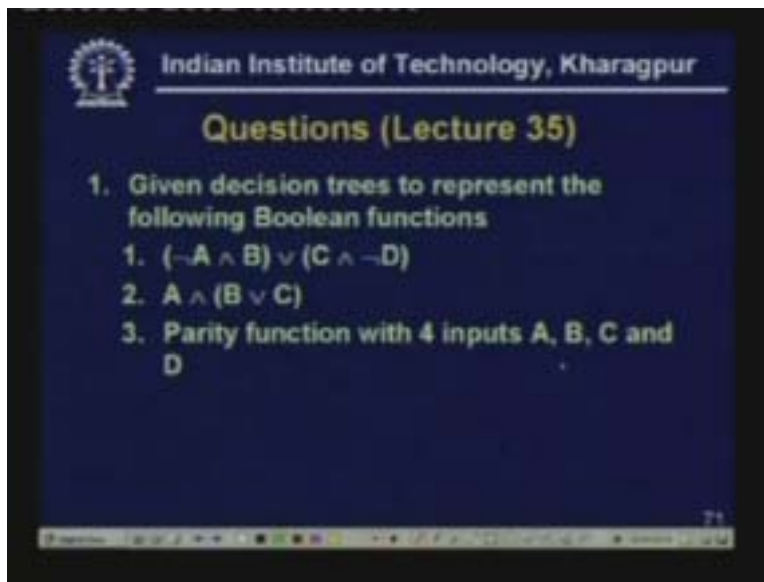 Indian Institute of Technology, Kharagpur
Questions (Lecture 35)
1. Given decision trees to represent the
following Boolean functions
1. (¬A ∧ B) ∨ (C ∧ ¬D)
2. A ∧ (B ∨ C)
3. Parity function with 4 inputs A, B, C and
D
71